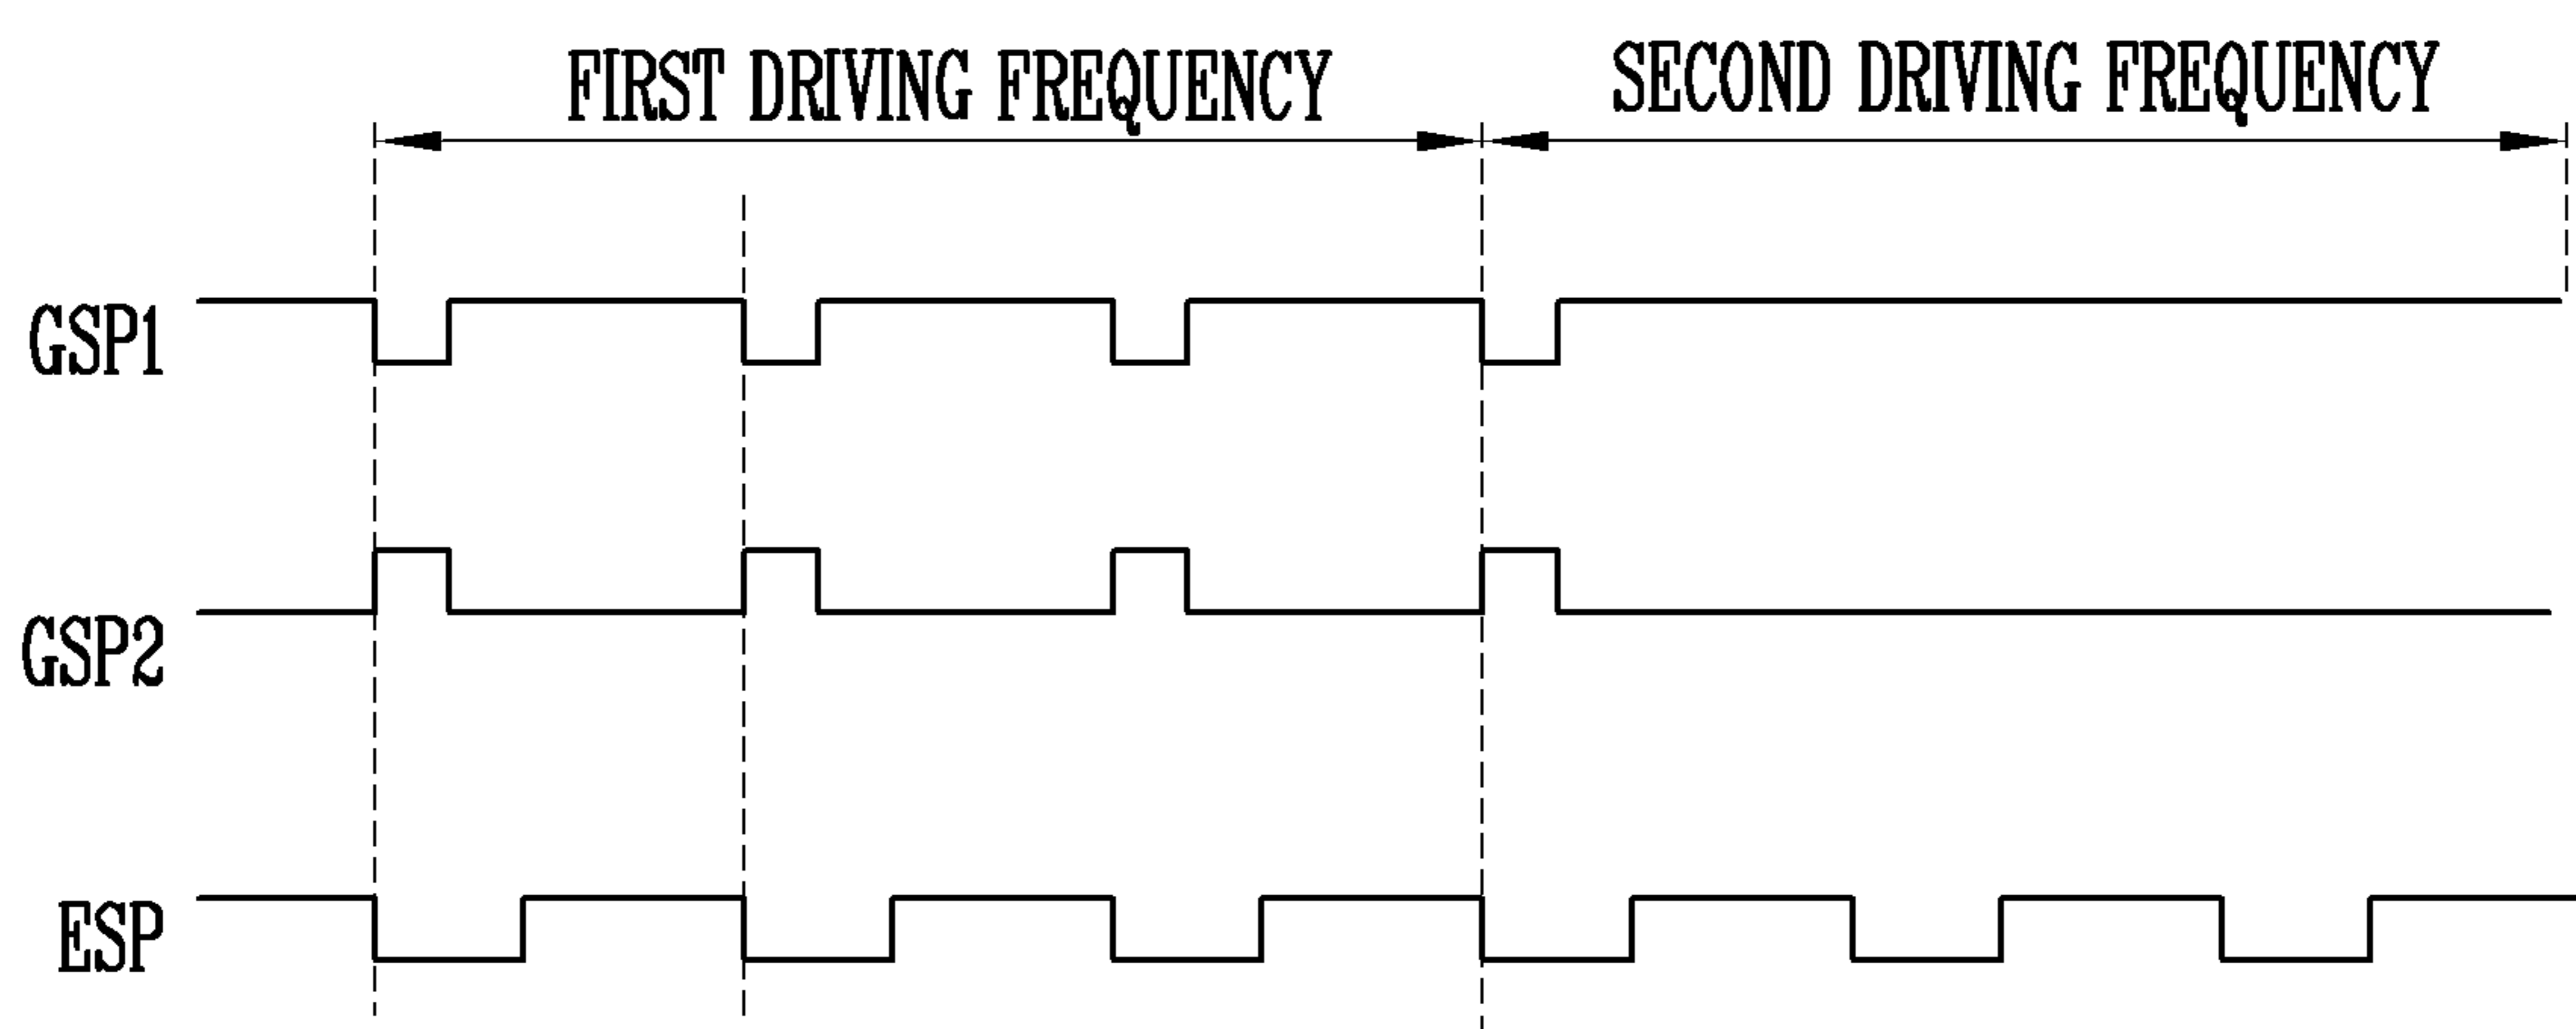 FIRST DRIVING FREQUENCY
SECOND DRIVING FREQUENCY
GSP1
GSP2
ESP